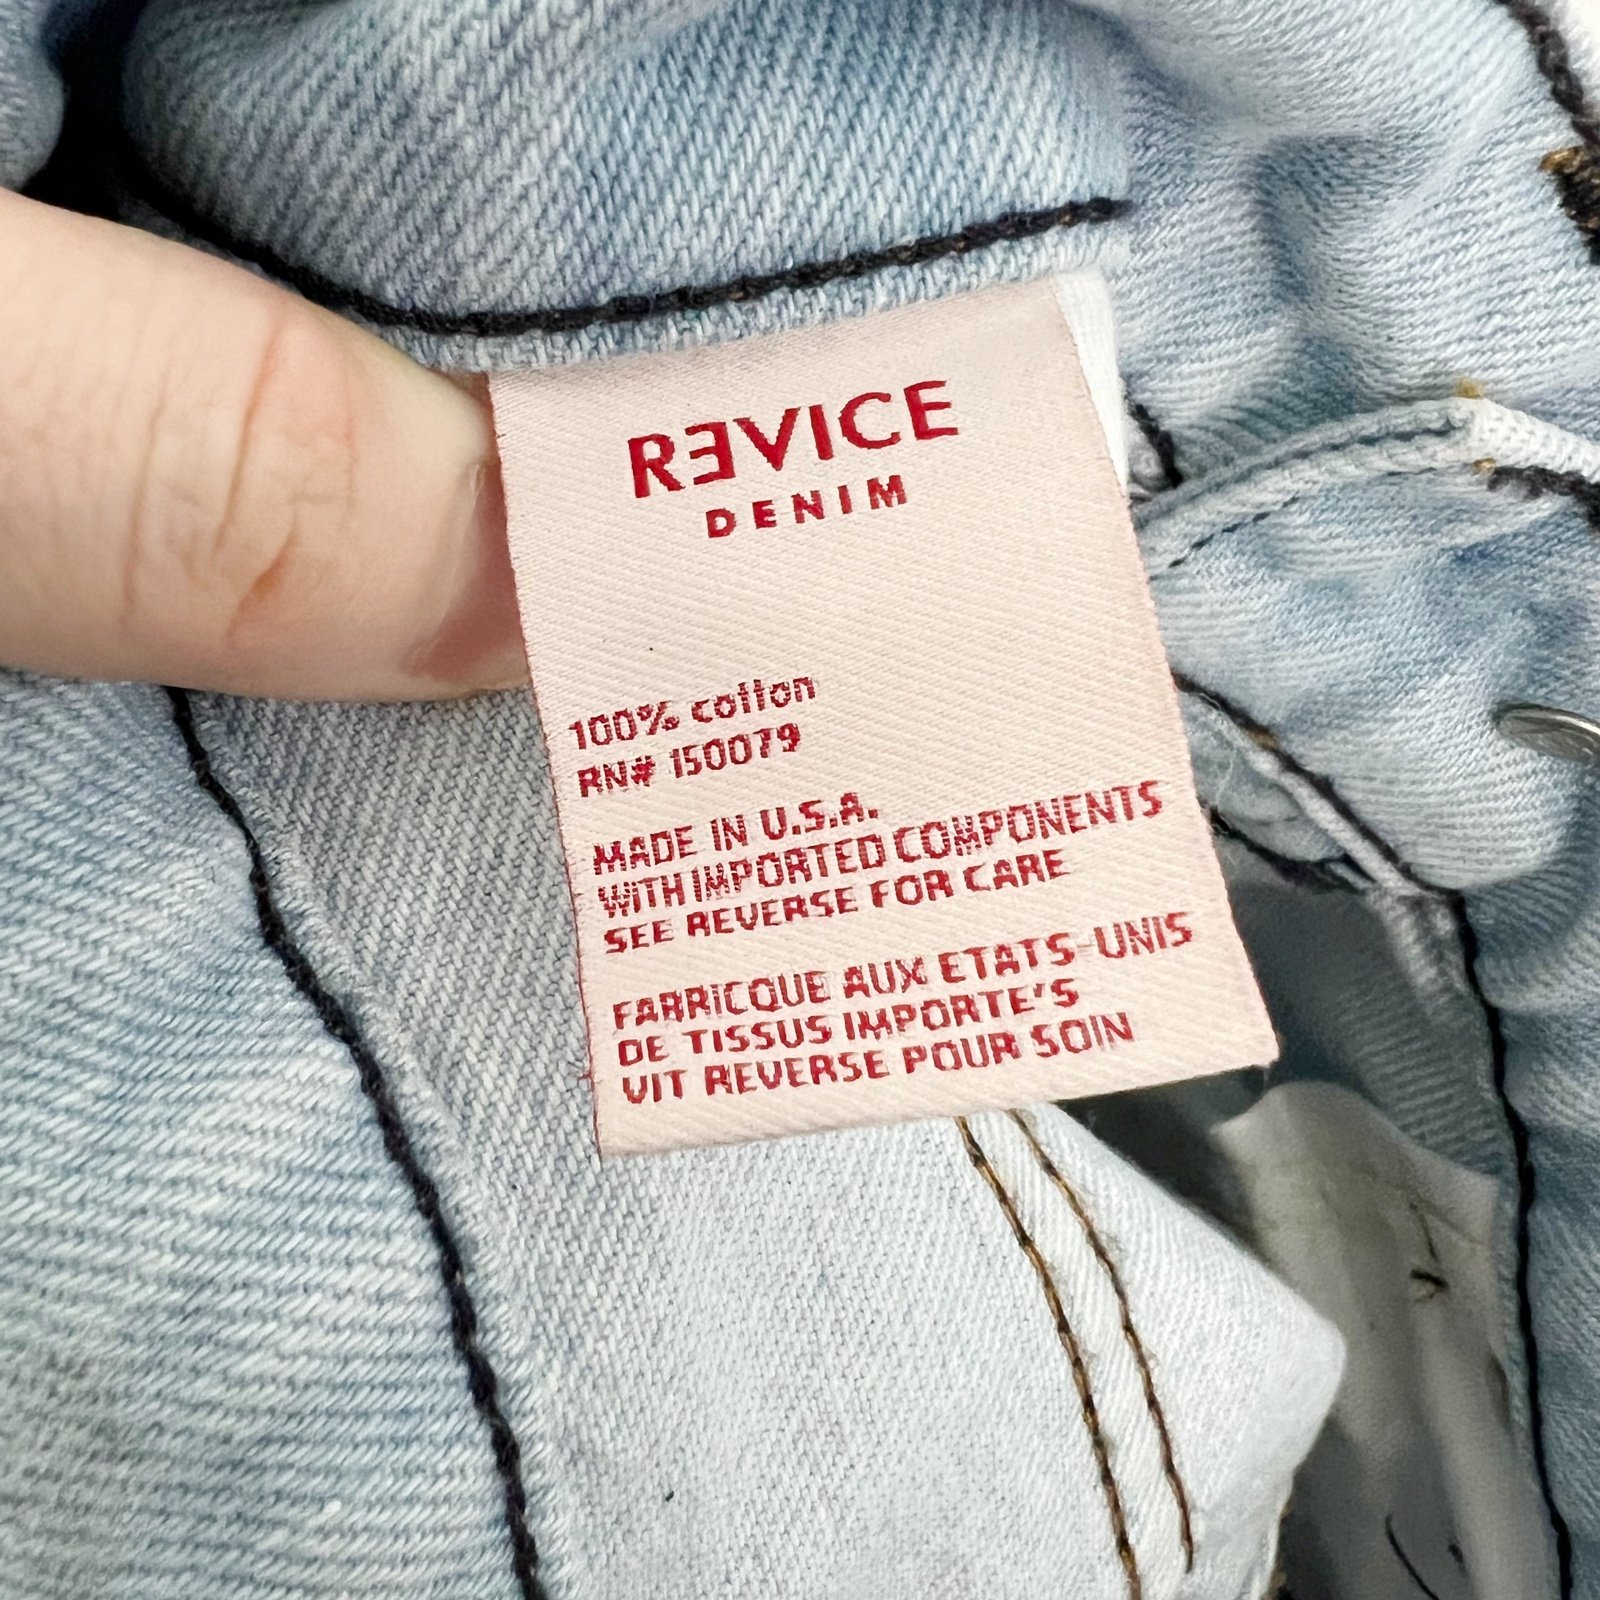 RƎVICE
DENIM
100% cotton
RN# 150079
MADE IN U.S.A.
WITH IMPORTED COMPONENTS
SEE REVERSE FOR CARE
FABRICQUE AUX ETATS-UNIS
DE TISSUS IMPORTE'S
VIT REVERSE POUR SOIN